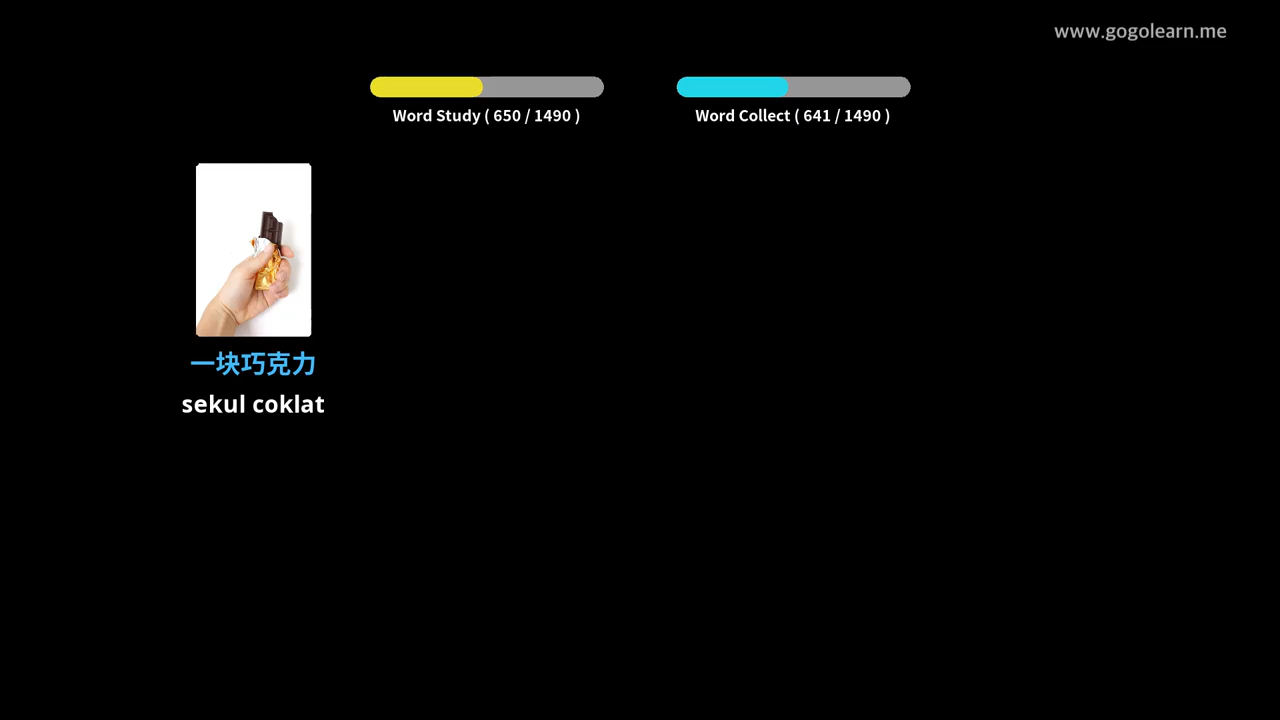 www.gogolearn.me
Word Study ( 650 / 1490 )
Word Collect ( 641 / 1490 )
一块巧克力
sekul coklat